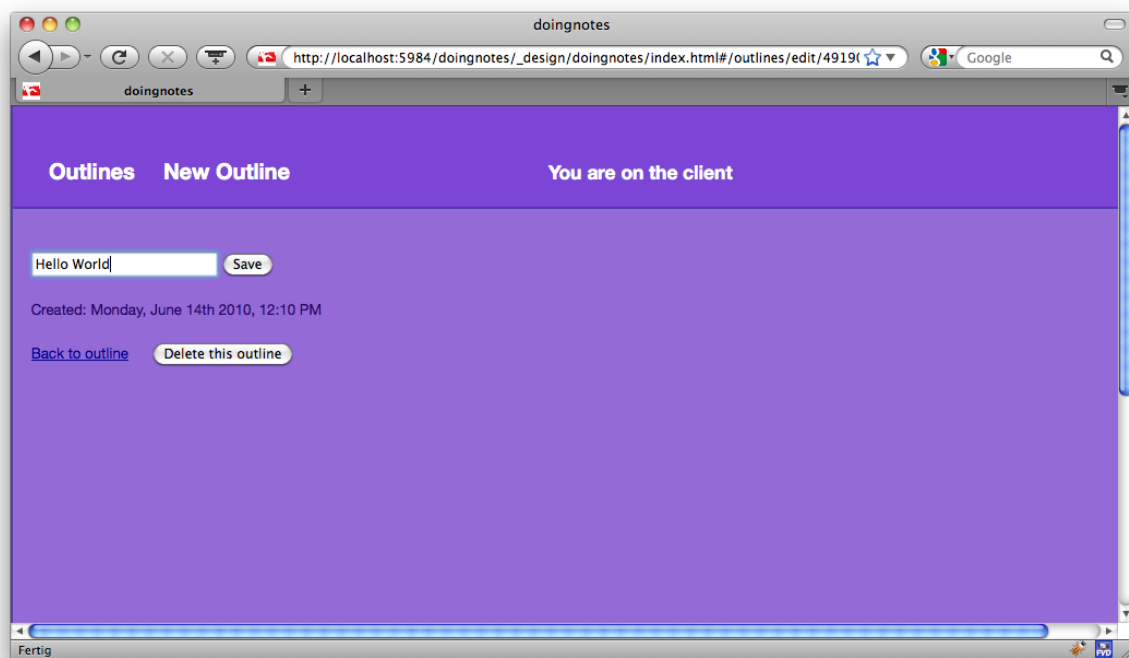 doingnotes
http://localhost:5984/doingnotes/_design/doingnotes/index.html#/outlines/edit/4919
Google
doingnotes
Outlines New Outline You are on the client
Hello World Save
Created: Monday, June 14th 2010, 12:10 PM
Back to outline Delete this outline
Fertig